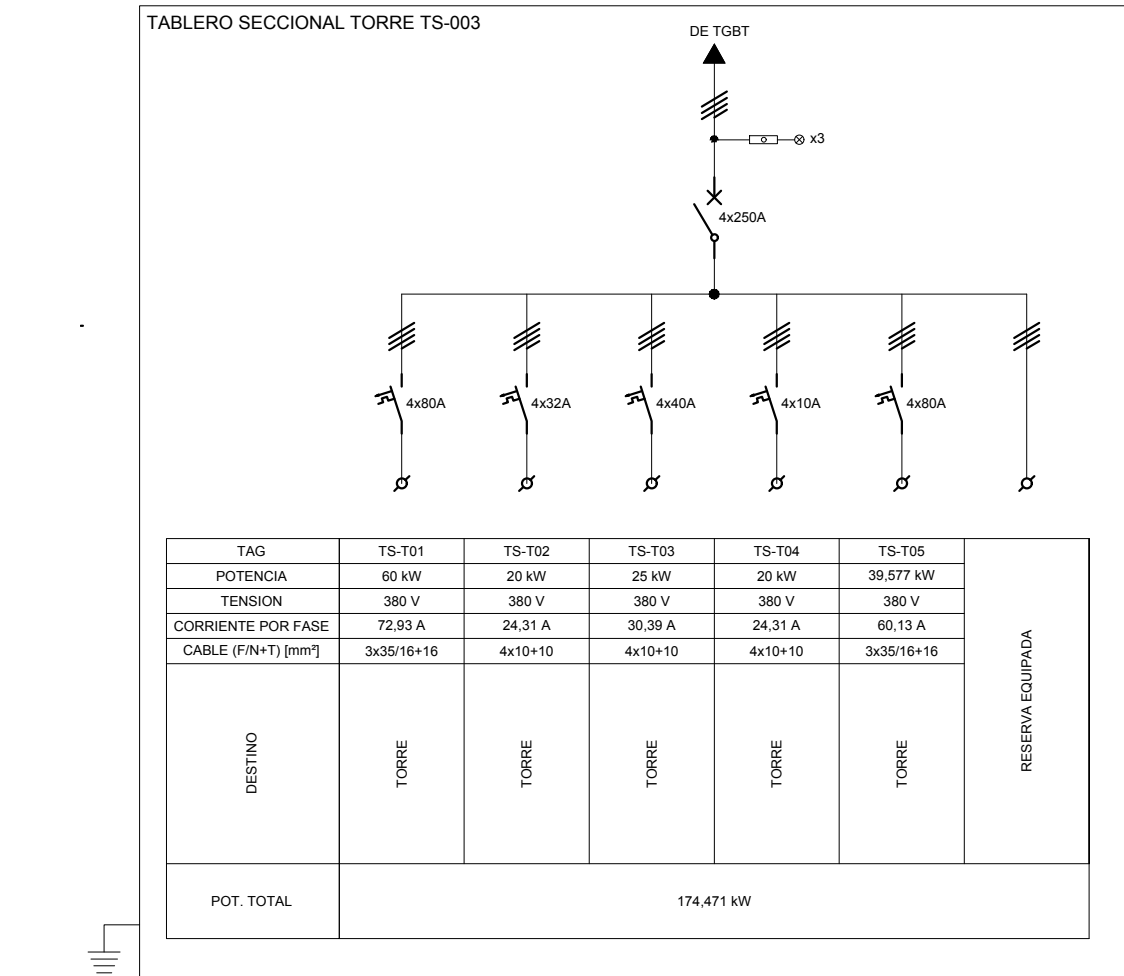 TABLERO SECCIONAL TORRE TS-003
DE TGBT
x3
4x250A
4x80A 4x32A 4x40A 4x10A 4x80A
TAG TS-T01 TS-T02 TS-T03 TS-T04 TS-T05
POTENCIA 60 kW 20 kW 25 kW 20 kW 39,577 kW
TENSION 380 V 380 V 380 V 380 V 380 V
CORRIENTE POR FASE 72,93 A 24,31 A 30,39 A 24,31 A 60,13 A
CABLE (F/N+T) [mm²] 3x35/16+16 4x10+10 4x10+10 4x10+10 3x35/16+16
DESTINO TORRE TORRE TORRE TORRE TORRE
RESERVA EQUIPADA
POT. TOTAL 174,471 kW